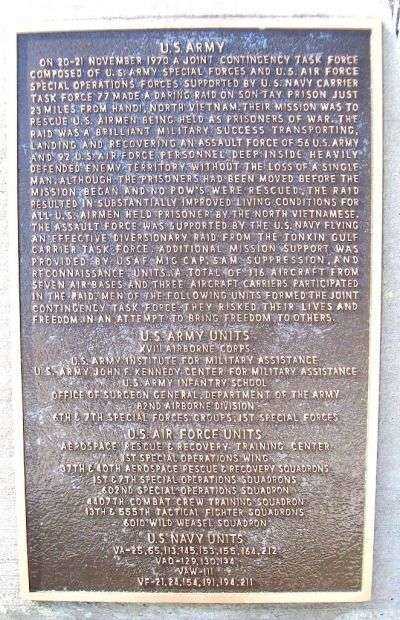 U.S. ARMY
ON 20-21 NOVEMBER 1970 A JOINT CONTINGENCY TASK FORCE
COMPOSED OF U.S. ARMY SPECIAL FORCES AND U.S. AIR FORCE
SPECIAL OPERATIONS FORCES SUPPORTED BY U.S. NAVY CARRIER
TASK FORCE 77 MADE A DARING RAID ON SON TAY PRISON JUST
23 MILES FROM HANOI, NORTH VIETNAM. THEIR MISSION WAS TO
RESCUE U.S. AIRMEN BEING HELD AS PRISONERS OF WAR. THE
RAID WAS A BRILLIANT MILITARY SUCCESS TRANSPORTING,
LANDING AND RECOVERING AN ASSAULT FORCE OF 56 U.S. ARMY
AND 92 U.S. AIR FORCE PERSONNEL DEEP INSIDE HEAVILY
DEFENDED ENEMY TERRITORY WITHOUT THE LOSS OF A SINGLE
MAN. ALTHOUGH THE PRISONERS HAD BEEN MOVED BEFORE THE
MISSION BEGAN AND NO POW'S WERE RESCUED, THE RAID
RESULTED IN SUBSTANTIALLY IMPROVED LIVING CONDITIONS FOR
ALL U.S. AIRMEN HELD PRISONER BY THE NORTH VIETNAMESE.
THE ASSAULT FORCE WAS SUPPORTED BY THE U.S. NAVY FLYING
AN EFFECTIVE DIVERSIONARY RAID FROM THE TONKIN GULF
CARRIER TASK FORCE. ADDITIONAL MISSION SUPPORT WAS
PROVIDED BY USAF MIG CAP, SAM SUPPRESSION, AND
RECONNAISSANCE UNITS. A TOTAL OF 116 AIRCRAFT FROM
SEVEN AIR BASES AND THREE AIRCRAFT CARRIERS PARTICIPATED
IN THE RAID. MEN OF THE FOLLOWING UNITS FORMED THE JOINT
CONTINGENCY TASK FORCE. THEY RISKED THEIR LIVES AND
FREEDOM IN AN ATTEMPT TO BRING FREEDOM TO OTHERS.
U.S. ARMY UNITS
XVIII AIRBORNE CORPS
U.S. ARMY INSTITUTE FOR MILITARY ASSISTANCE
U.S. ARMY JOHN F. KENNEDY CENTER FOR MILITARY ASSISTANCE
U.S. ARMY INFANTRY SCHOOL
OFFICE OF SURGEON GENERAL, DEPARTMENT OF THE ARMY
82ND AIRBORNE DIVISION
6TH & 7TH SPECIAL FORCES GROUPS, 1ST SPECIAL FORCES
U.S. AIR FORCE UNITS
AEROSPACE RESCUE & RECOVERY TRAINING CENTER
1ST SPECIAL OPERATIONS WING
37TH & 40TH AEROSPACE RESCUE & RECOVERY SQUADRONS
1ST & 7TH SPECIAL OPERATIONS SQUADRONS
602ND SPECIAL OPERATIONS SQUADRON
4407TH COMBAT CREW TRAINING SQUADRON
13TH & 555TH TACTICAL FIGHTER SQUADRONS
6010 WILD WEASEL SQUADRON
U.S. NAVY UNITS
VA-25, 65, 113, 145, 153, 155, 164, 212
VAQ-129, 130, 134
VAW-111
VF-21, 24, 154, 191, 194, 211